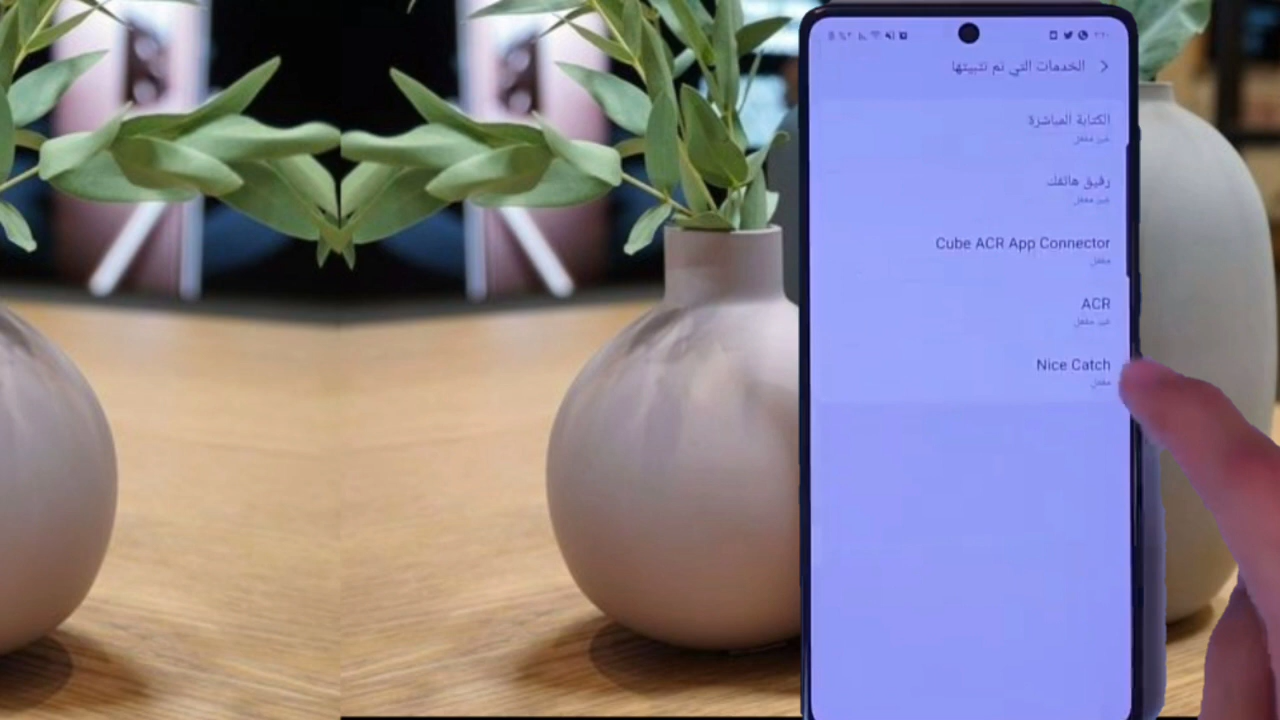 الخدمات التي تم تثبيتها
الكتابة المباشرة
غير مفعل
رفيق هاتفك
غير مفعل
Cube ACR App Connector
مفعل
ACR
غير مفعل
Nice Catch
مفعل